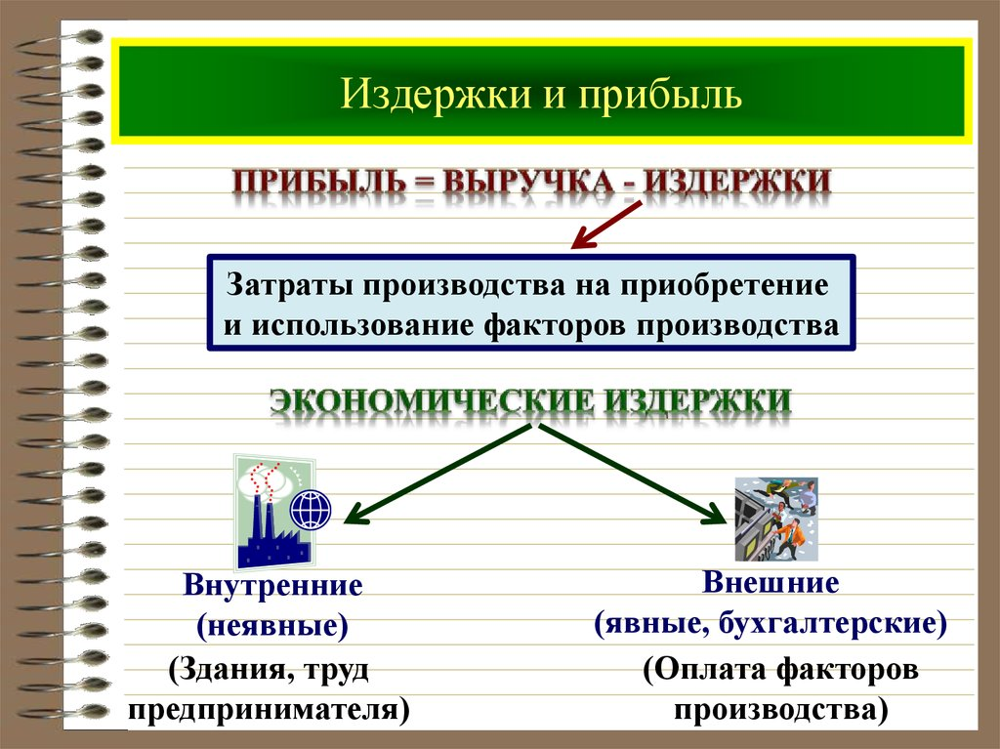 Издержки и прибыль
ПРИБЫЛЬ = ВЫРУЧКА - ИЗДЕРЖКИ
Затраты производства на приобретение
и использование факторов производства
ЭКОНОМИЧЕСКИЕ ИЗДЕРЖКИ
Внутренние
(неявные)
(Здания, труд
предпринимателя)
Внешние
(явные, бухгалтерские)
(Оплата факторов
производства)